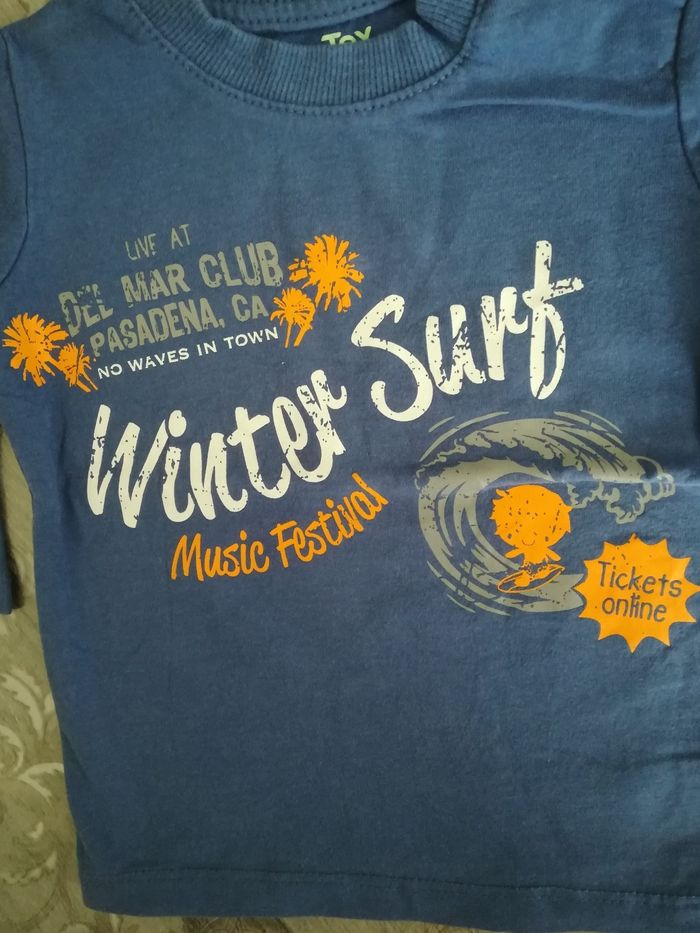 LIVE AT
DEL MAR CLUB
PASADENA, CA
NO WAVES IN TOWN
Winter Surf
Music Festival
Tickets
online